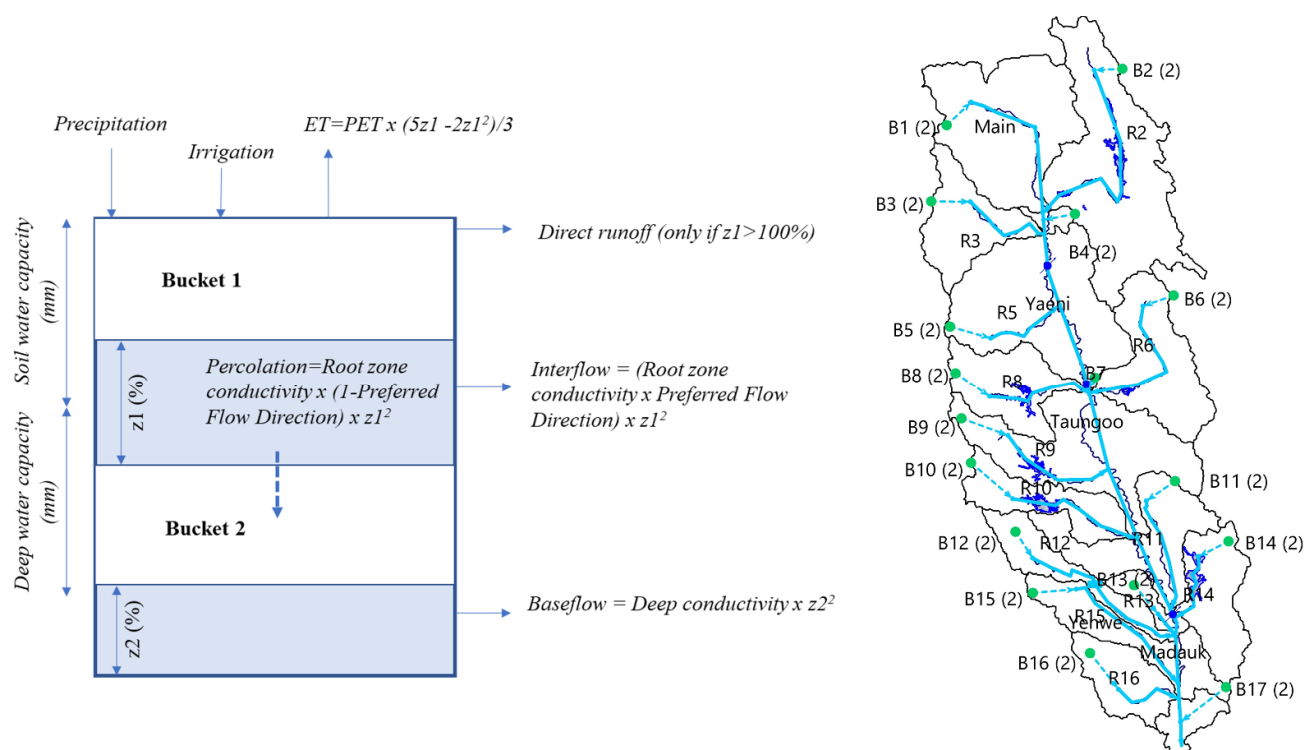 Precipitation
ET=PET x (5z1 -2z1²)/3
Irrigation
Soil water capacity
(mm)
Bucket 1
Direct runoff (only if z1>100%)
z1 (%)
Percolation=Root zone
conductivity x (1-Preferred
Flow Direction) x z1²
Interflow = (Root zone
conductivity x Preferred Flow
Direction) x z1²
Deep water capacity
(mm)
Bucket 2
z2 (%)
Baseflow = Deep conductivity x z2²
B2 (2)
B1 (2)
Main
R2
B3 (2)
R3
B4 (2)
B6 (2)
R5
Yaeni
B5 (2)
R6
B8 (2)
R8
B7
Taungoo
B9 (2)
R9
B10 (2)
R10
B11 (2)
R11
B12 (2)
R12
B14 (2)
B13 (2)
B15 (2)
R13
R14
R15
Yenwe
Madauk
B16 (2)
R16
B17 (2)